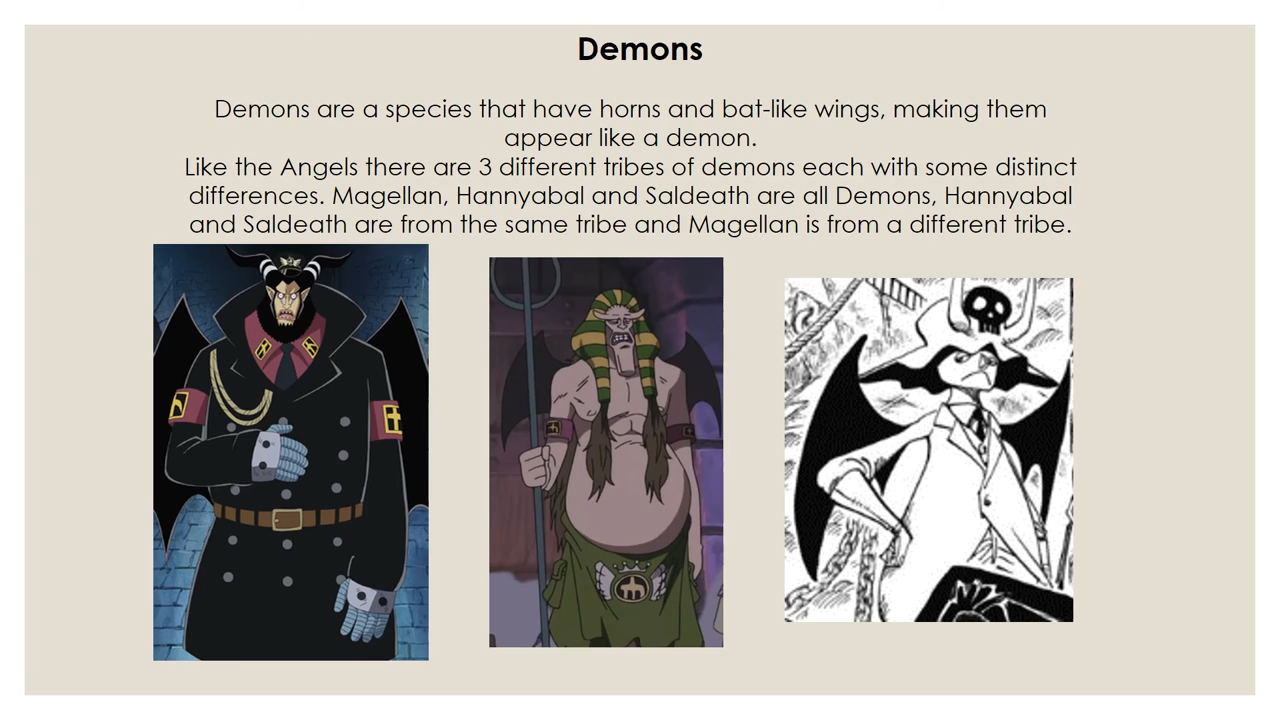 Demons
Demons are a species that have horns and bat-like wings, making them
appear like a demon.
Like the Angels there are 3 different tribes of demons each with some distinct
differences. Magellan, Hannyabal and Saldeath are all Demons, Hannyabal
and Saldeath are from the same tribe and Magellan is from a different tribe.